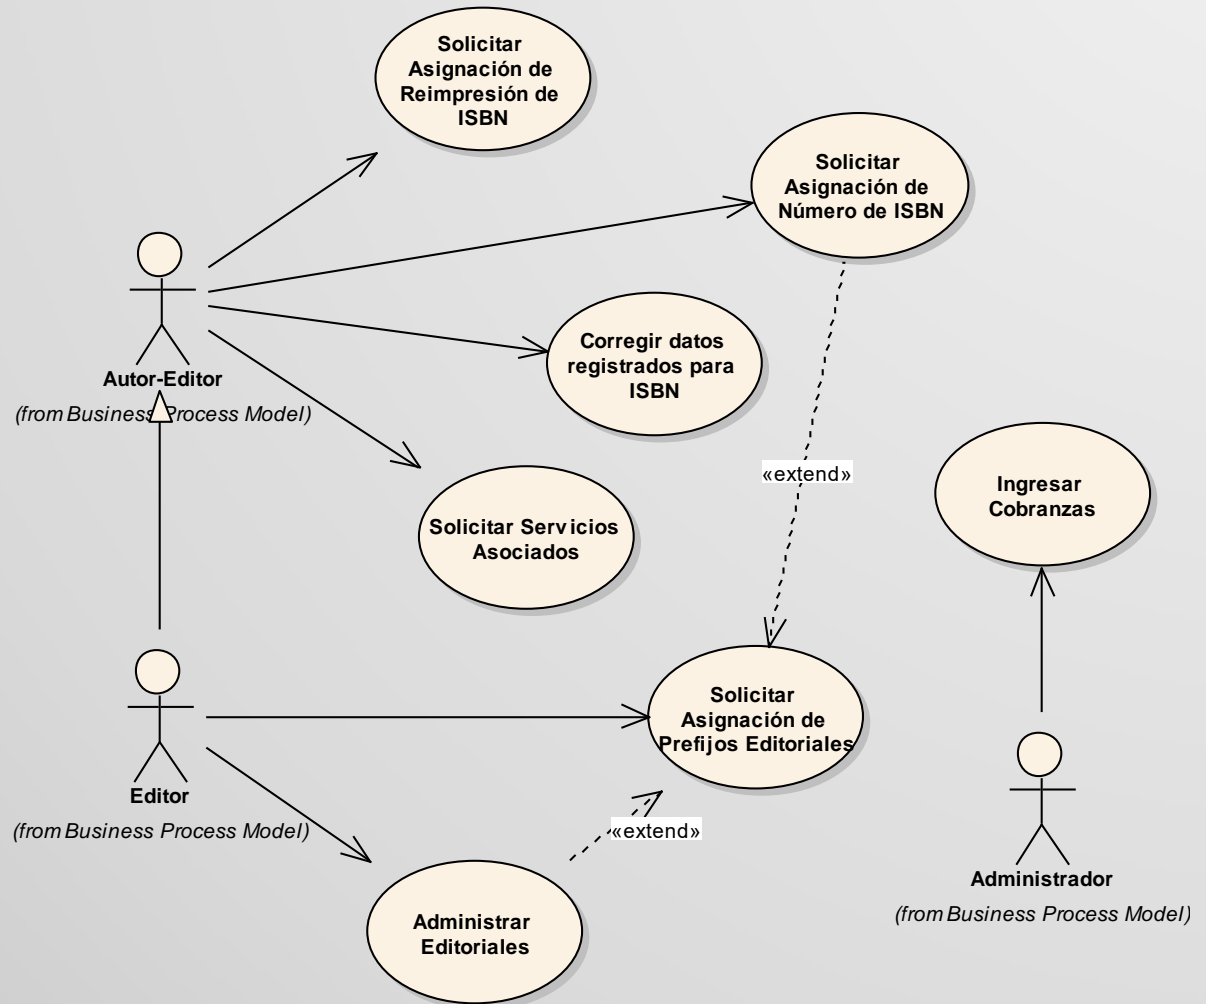 Solicitar
Asignación de
Reimpresión de
ISBN
Solicitar
Asignación de
Número de ISBN
Autor-Editor
(from Business Process Model)
Corregir datos
registrados para
ISBN
«extend»
Ingresar
Cobranzas
Solicitar Servicios
Asociados
Solicitar
Asignación de
Prefijos Editoriales
Editor
(from Business Process Model)
«extend»
Administrador
(from Business Process Model)
Administrar
Editoriales